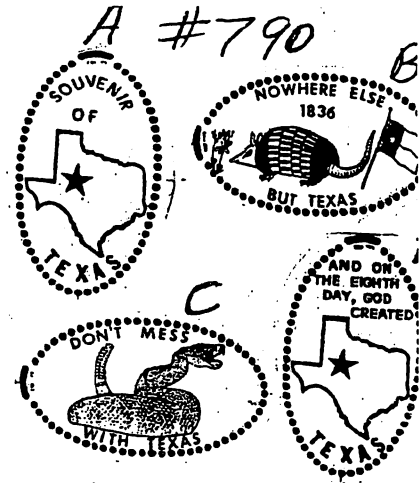 A #790
B
SOUVENIR
OF
TEXAS
NOWHERE ELSE
1836
BUT TEXAS
C
DON'T MESS
WITH TEXAS
AND ON
THE EIGHTH
DAY, GOD
CREATED
TEXAS